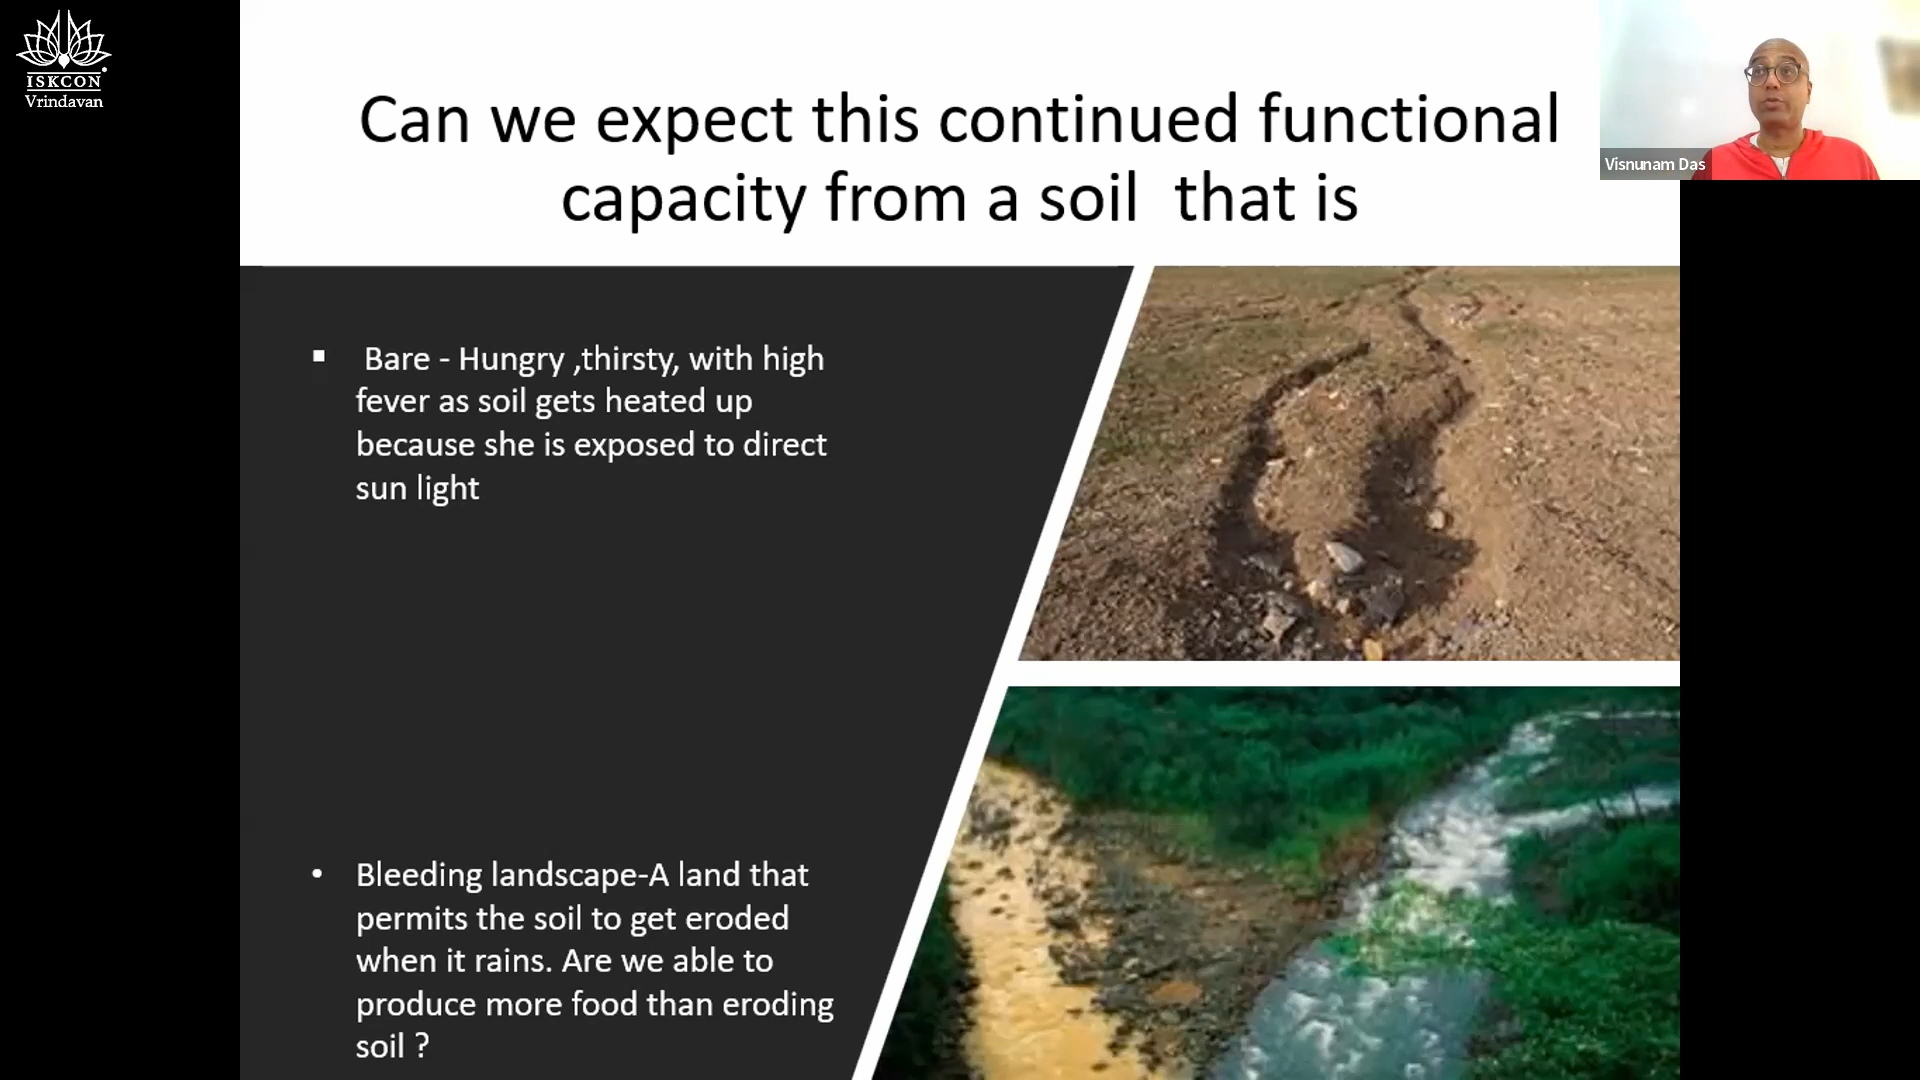 ISKCON
Vrindavan
Can we expect this continued functional
capacity from a soil  that is
Visnunam Das
▪ Bare - Hungry ,thirsty, with high
fever as soil gets heated up
because she is exposed to direct
sun light
• Bleeding landscape-A land that
permits the soil to get eroded
when it rains. Are we able to
produce more food than eroding
soil ?